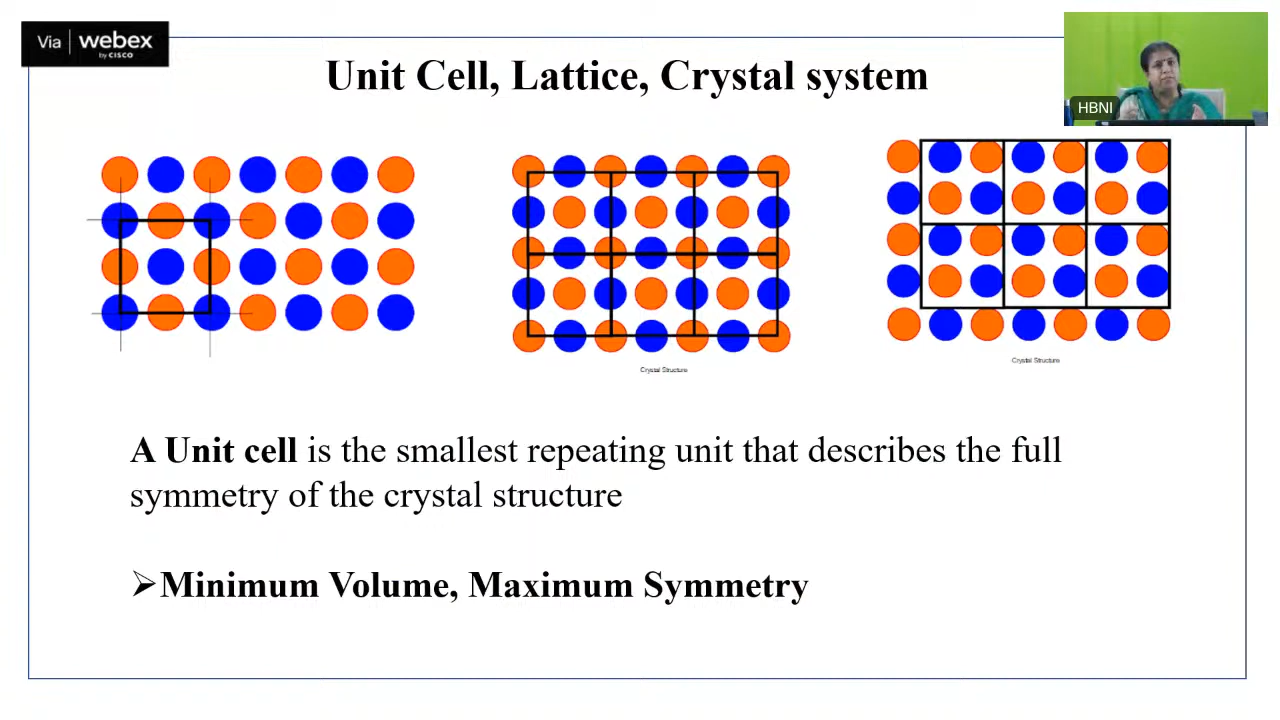 Via webex
by CISCO
Unit Cell, Lattice, Crystal system
HBNI
Crystal Structure
Crystal Structure
A Unit cell is the smallest repeating unit that describes the full
symmetry of the crystal structure
➢Minimum Volume, Maximum Symmetry